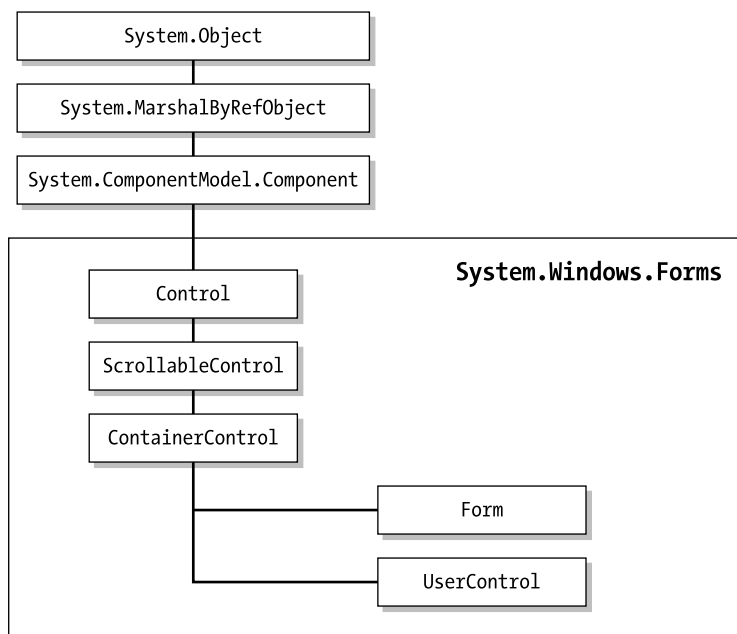 System.Object
System.MarshalByRefObject
System.ComponentModel.Component
System.Windows.Forms
Control
ScrollableControl
ContainerControl
Form
UserControl